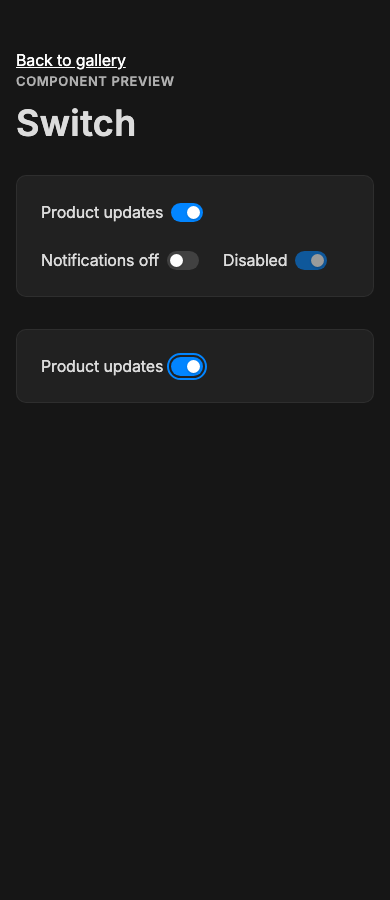 Back to gallery
COMPONENT PREVIEW
Switch
Product updates
Notifications off Disabled
Product updates